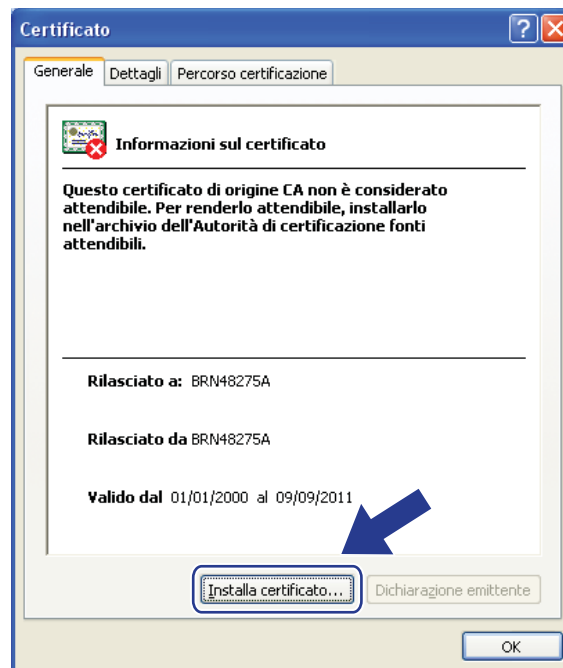 Certificato
Generale Dettagli Percorso certificazione
Informazioni sul certificato
Questo certificato di origine CA non è considerato
attendibile. Per renderlo attendibile, installarlo
nell'archivio dell'Autorità di certificazione fonti
attendibili.
Rilasciato a: BRN48275A
Rilasciato da BRN48275A
Valido dal 01/01/2000 al 09/09/2011
Installa certificato... Dichiarazione emittente
OK